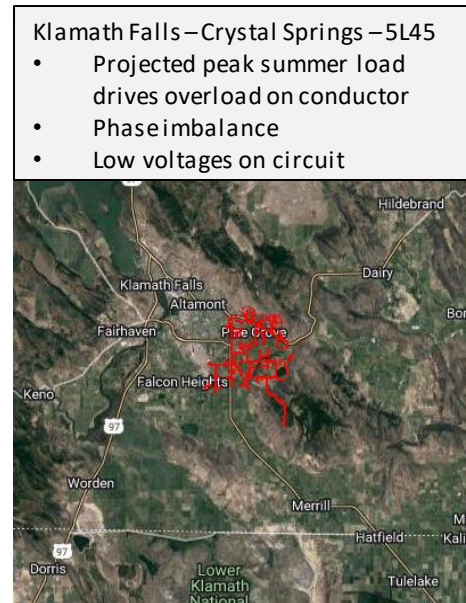 Klamath Falls – Crystal Springs – 5L45
• Projected peak summer load
drives overload on conductor
• Phase imbalance
• Low voltages on circuit
Hildebrand
Dairy
Klamath Falls
Altamont
Fairhaven
Pine Grove
Falcon Heights
Keno
97
Worden
Merrill
Hatfield
97
Dorris
Lower
Klamath
National
Tulelake